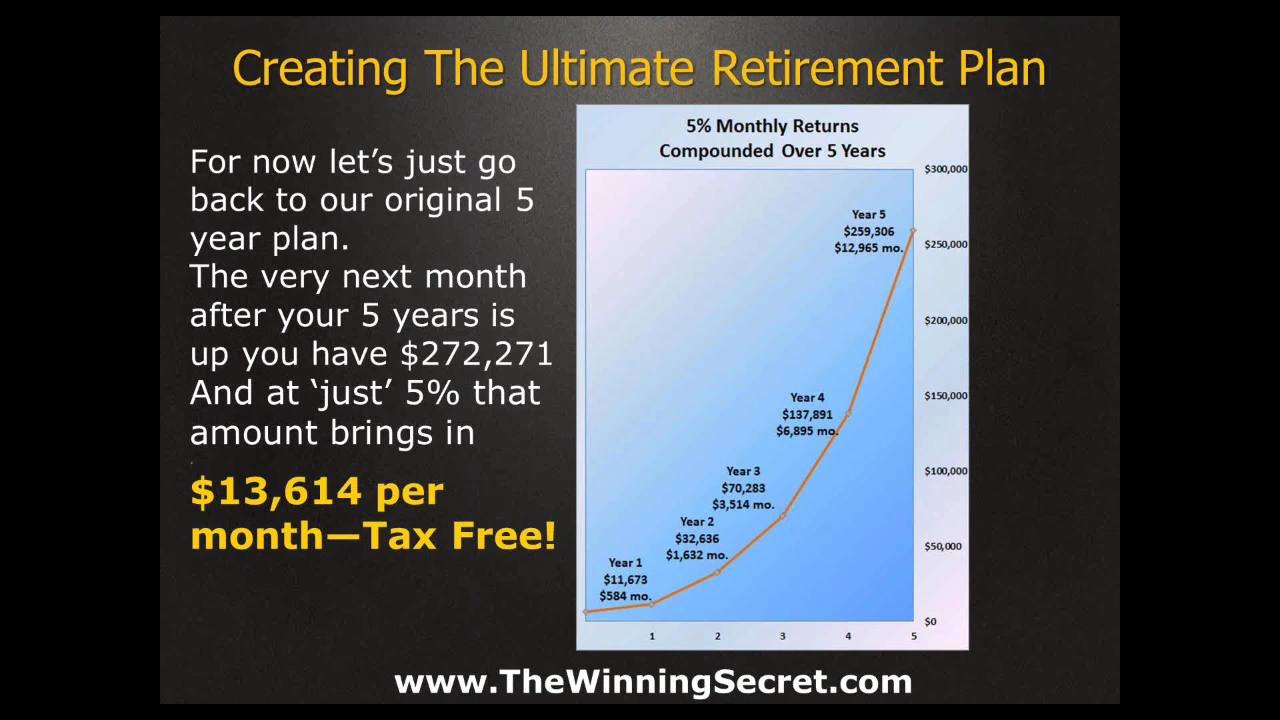 Creating The Ultimate Retirement Plan
For now let's just go
back to our original 5
year plan.
The very next month
after your 5 years is
up you have $272,271
And at ‘just’ 5% that
amount brings in
$13,614 per
month—Tax Free!
5% Monthly Returns
Compounded Over 5 Years
$300,000
Year 5
$259,306
$12,965 mo.
$250,000
$200,000
Year 4
$137,891
$6,895 mo.
$150,000
Year 3
$70,283
$3,514 mo.
$100,000
Year 2
$32,636
$1,632 mo.
$50,000
Year 1
$11,673
$584 mo.
$0
1 2 3 4 5
www.TheWinningSecret.com